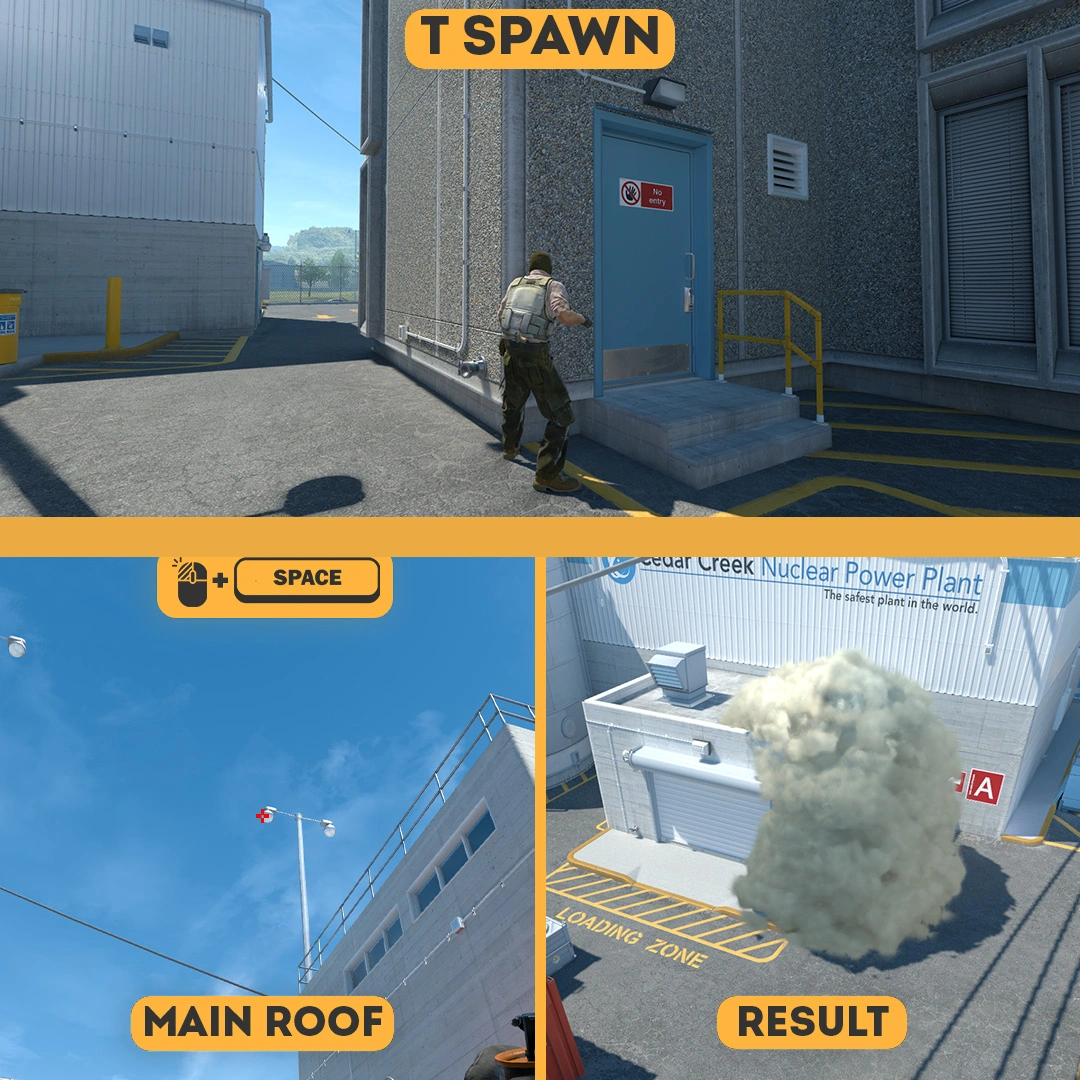 T SPAWN
No
entry
SPACE
Cedar Creek Nuclear Power Plant
The safest plant in the world.
A
LOADING ZONE
MAIN ROOF
RESULT